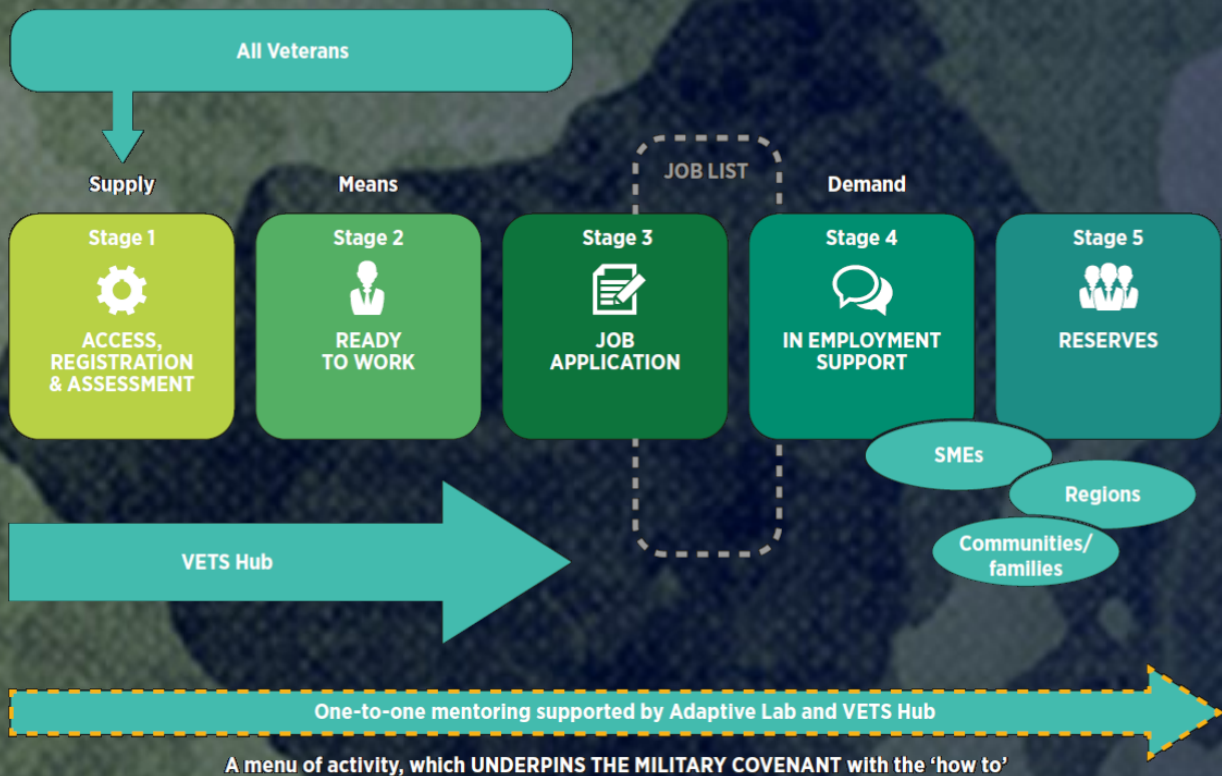 All Veterans
Supply
Means
JOB LIST
Demand
Stage 1
ACCESS,
REGISTRATION
& ASSESSMENT
Stage 2
READY
TO WORK
Stage 3
JOB
APPLICATION
Stage 4
IN EMPLOYMENT
SUPPORT
Stage 5
RESERVES
SMEs
Regions
Communities/
families
VETS Hub
One-to-one mentoring supported by Adaptive Lab and VETS Hub
A menu of activity, which UNDERPINS THE MILITARY COVENANT with the ‘how to’